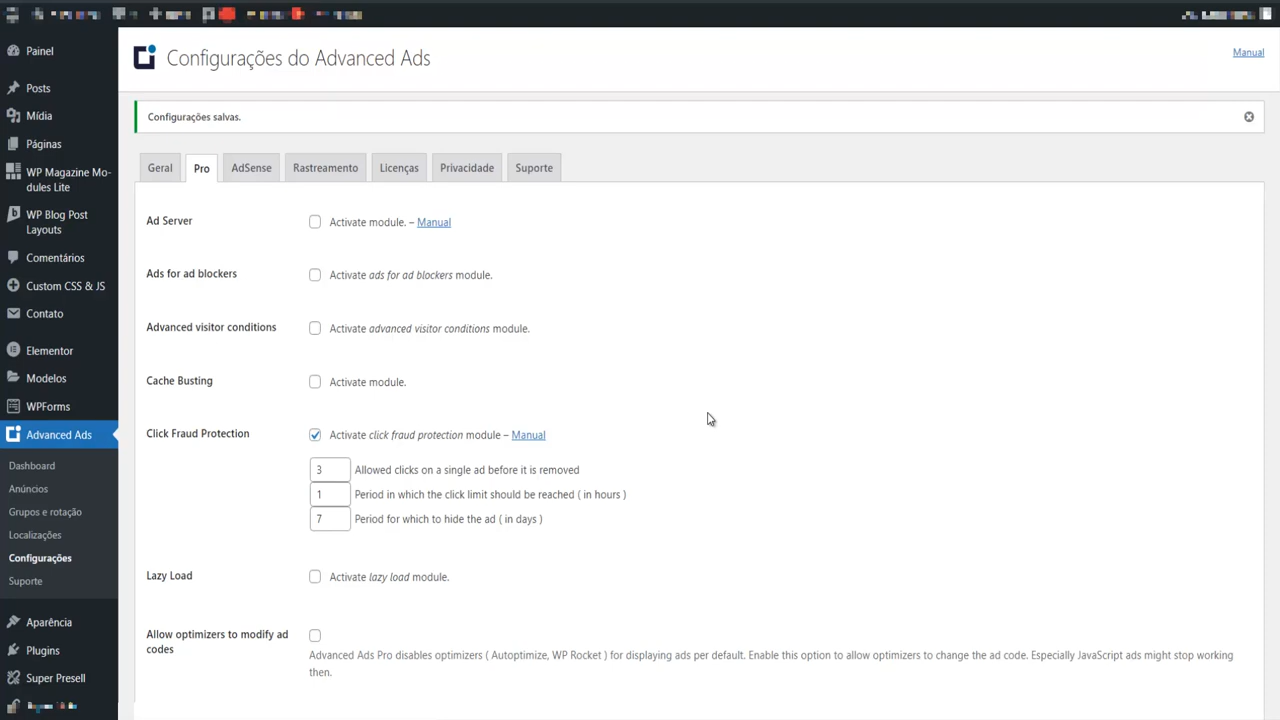 Configurações do Advanced Ads
Manual
Configurações salvas.
Painel
Posts
Mídia
Páginas
WP Magazine Mo-
dules Lite
WP Blog Post
Layouts
Comentários
Custom CSS & JS
Contato
Elementor
Modelos
WPForms
Advanced Ads
Dashboard
Anúncios
Grupos e rotação
Localizações
Configurações
Suporte
Aparência
Plugins
Super Presell
Geral
Pro
AdSense
Rastreamento
Licenças
Privacidade
Suporte
Ad Server
Activate module. – Manual
Ads for ad blockers
Activate ads for ad blockers module.
Advanced visitor conditions
Activate advanced visitor conditions module.
Cache Busting
Activate module.
Click Fraud Protection
Activate click fraud protection module – Manual
3 Allowed clicks on a single ad before it is removed
1 Period in which the click limit should be reached ( in hours )
7 Period for which to hide the ad ( in days )
Lazy Load
Activate lazy load module.
Allow optimizers to modify ad
codes
Advanced Ads Pro disables optimizers ( Autoptimize, WP Rocket ) for displaying ads per default. Enable this option to allow optimizers to change the ad code. Especially JavaScript ads might stop working
then.